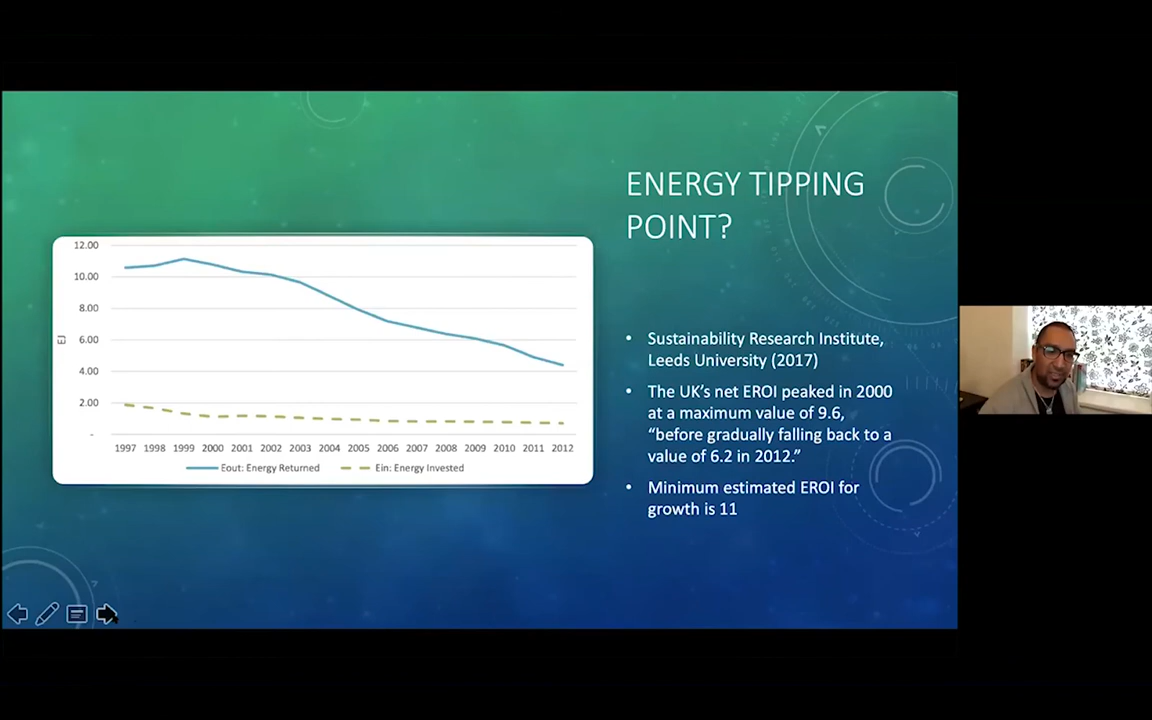 ENERGY TIPPING
POINT?
12.00
10.00
8.00
6.00
4.00
2.00
-
EJ
1997 1998 1999 2000 2001 2002 2003 2004 2005 2006 2007 2008 2009 2010 2011 2012
Eout: Energy Returned Ein: Energy Invested
• Sustainability Research Institute,
Leeds University (2017)
• The UK’s net EROI peaked in 2000
at a maximum value of 9.6,
“before gradually falling back to a
value of 6.2 in 2012.”
• Minimum estimated EROI for
growth is 11